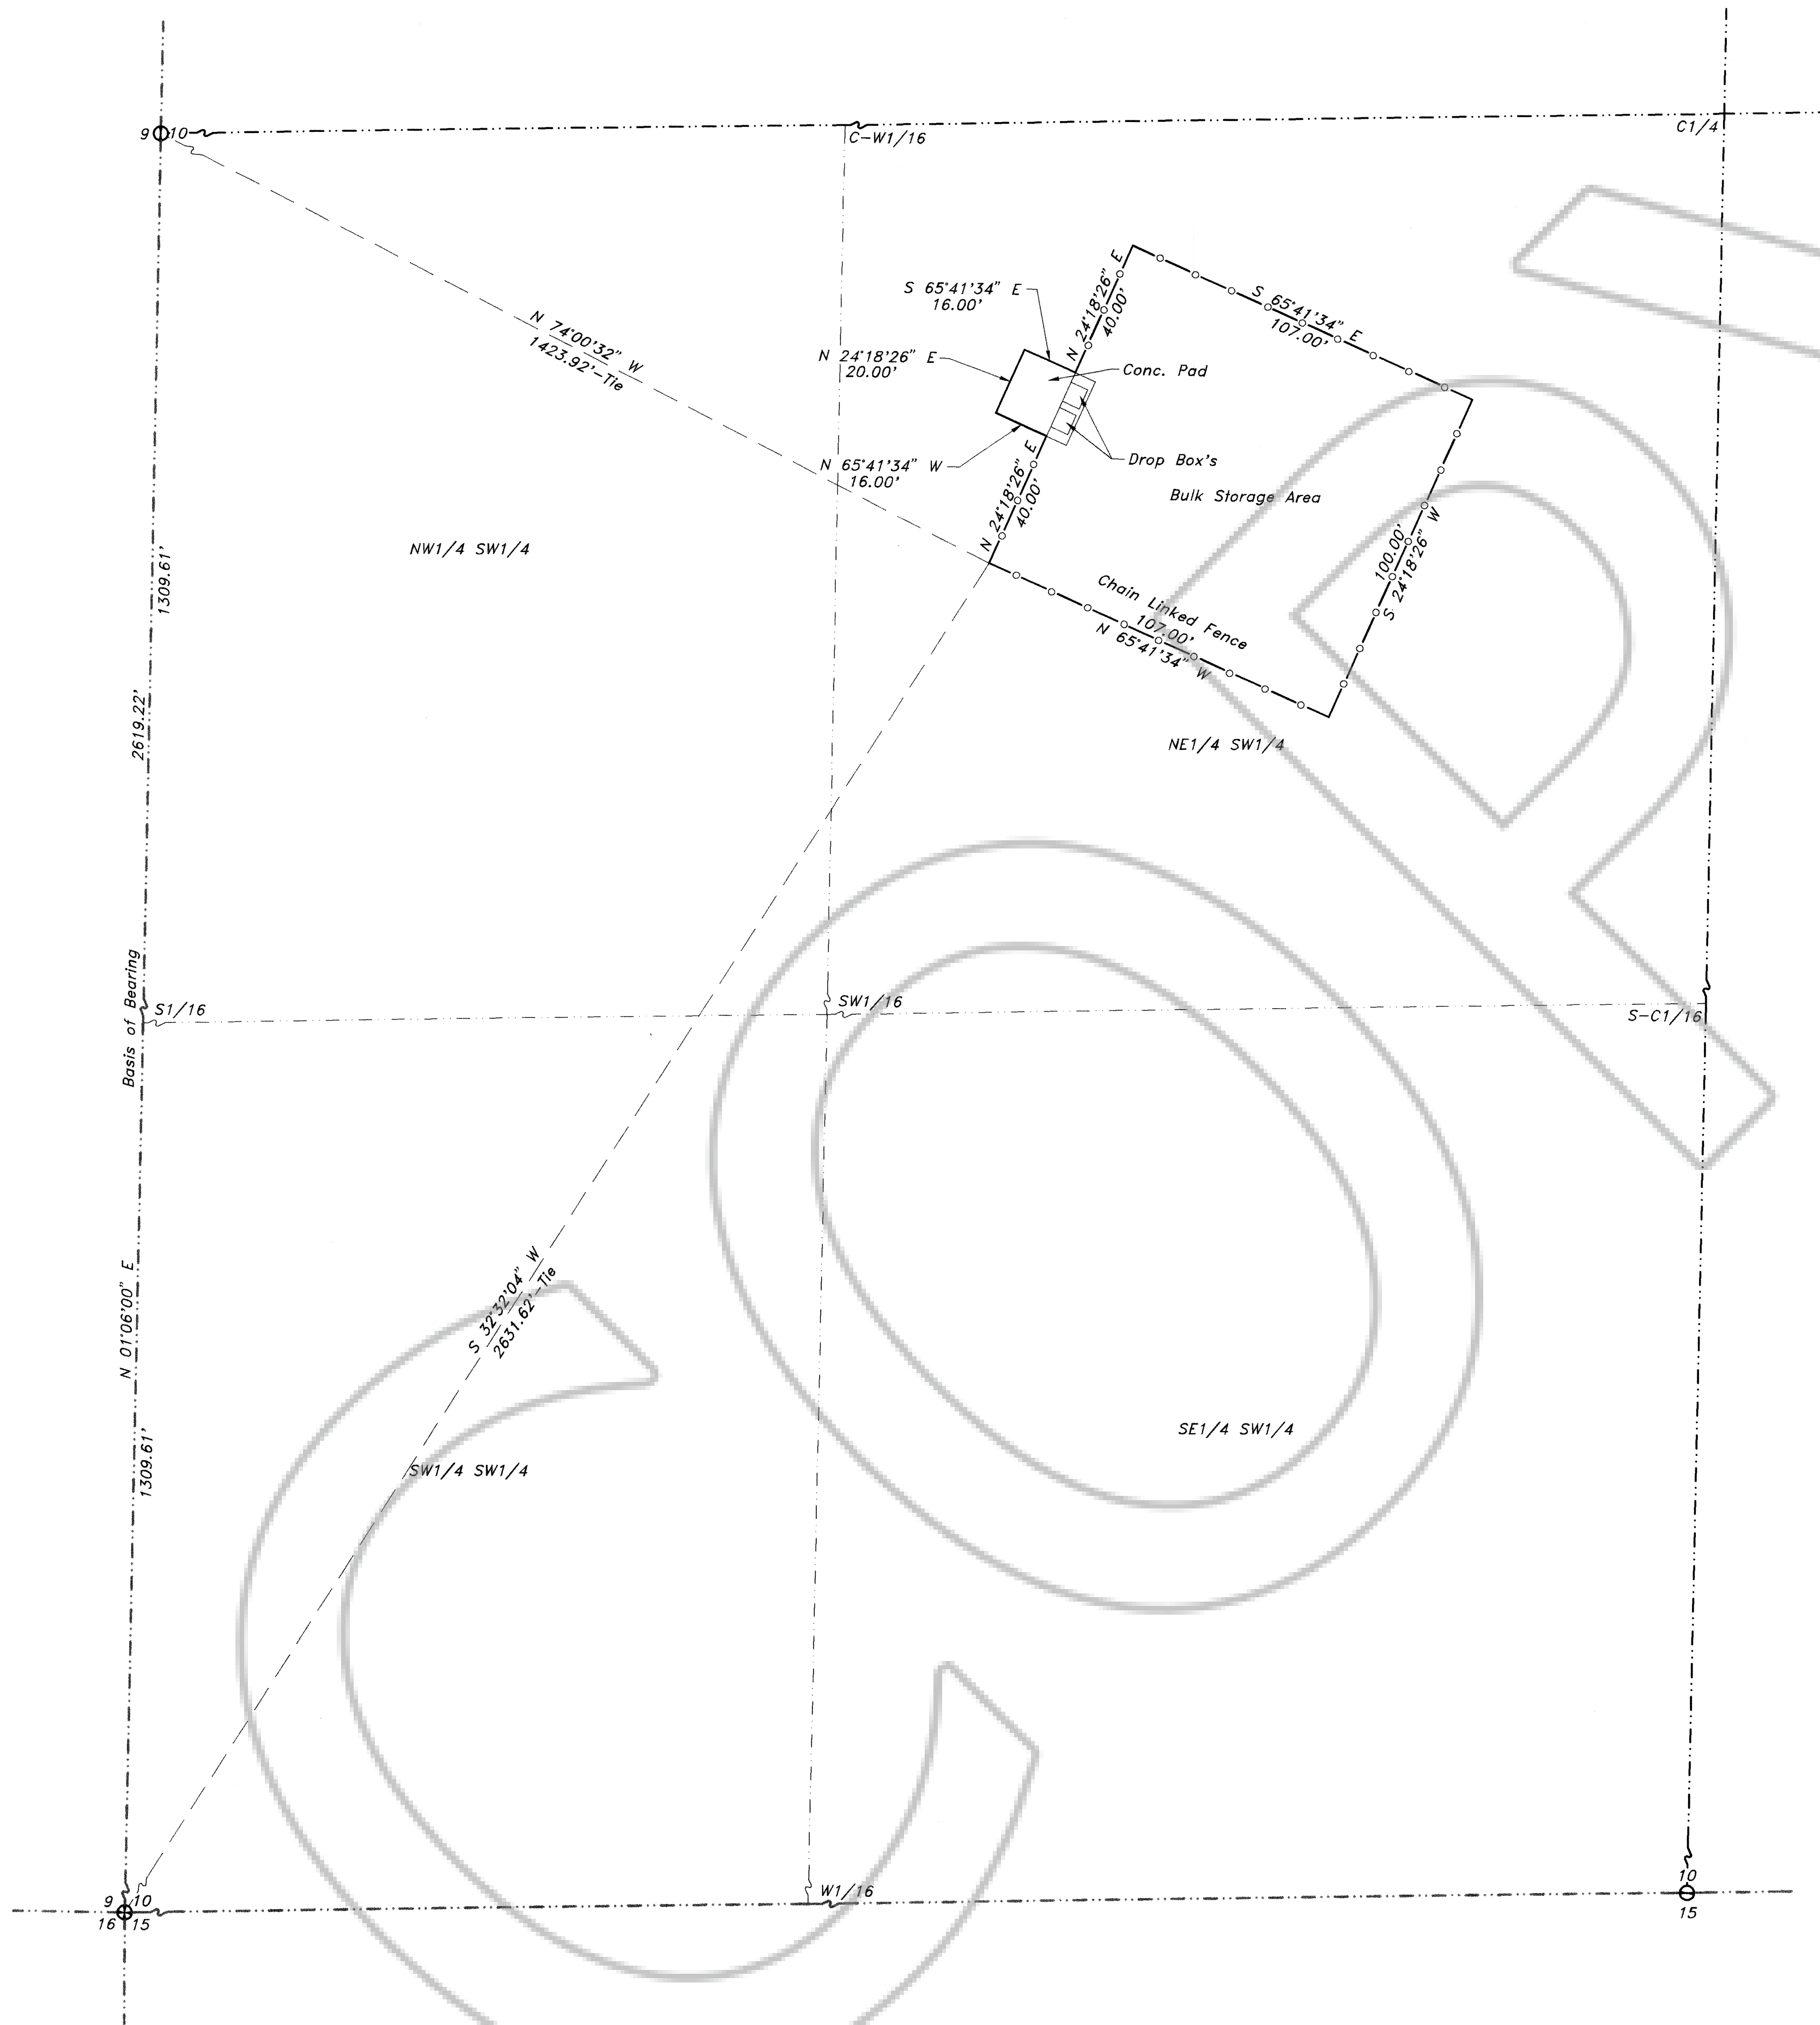 9 10
C-W1/16
C1/4
S 65°41'34" E
16.00'
N 24°18'26" E
40.00'
S 65°41'34" E
107.00'
N 74°00'32" W
1423.92'-Tie
N 24°18'26" E
20.00'
Conc. Pad
N 65°41'34" W
16.00'
Drop Box's
N 24°18'26" E
40.00'
Bulk Storage Area
100.00'
S 24°18'26" W
NW1/4 SW1/4
1309.61'
Chain Linked Fence
107.00'
N 65°41'34" W
2619.22'
NE1/4 SW1/4
Basis of Bearing
S1/16
SW1/16
S-C1/16
N 01°06'00" E
S 32°32'04" W
2631.62'-Tie
1309.61'
SW1/4 SW1/4
SE1/4 SW1/4
9 10
16 15
W1/16
10
15
COP